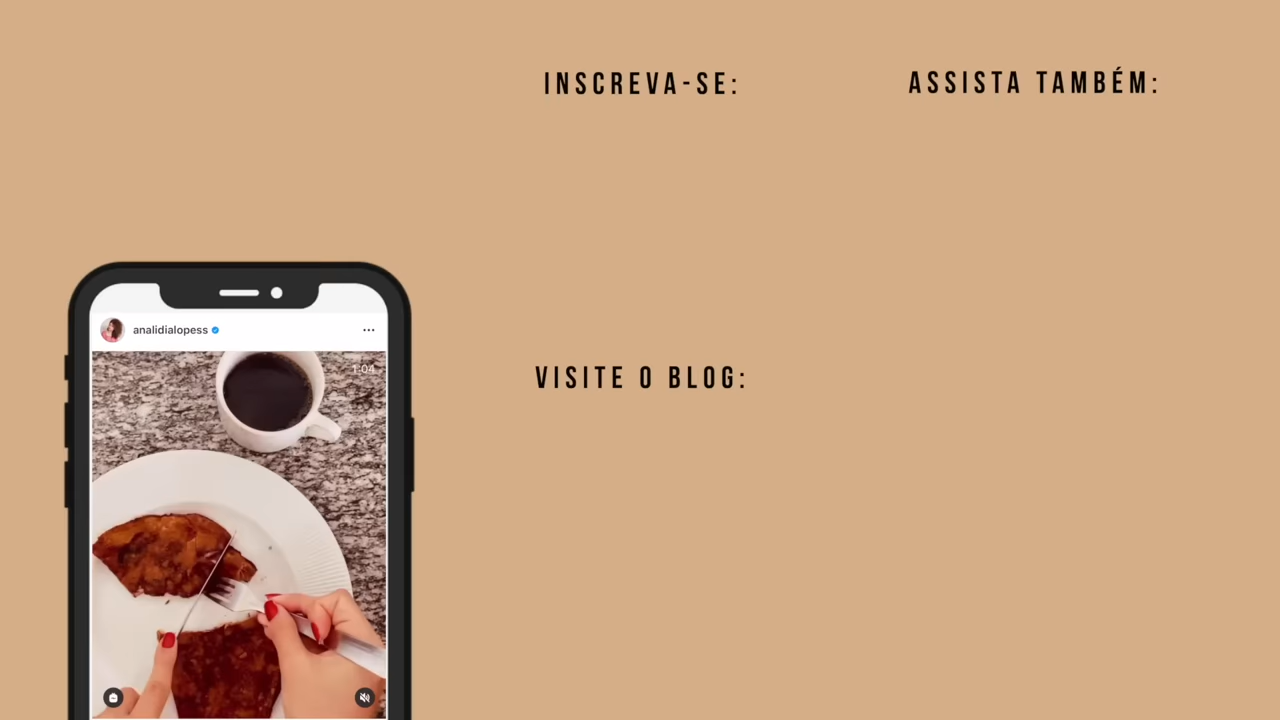 INSCREVA-SE:
ASSISTA TAMBÉM:
analidialopess
1:04
VISITE O BLOG: